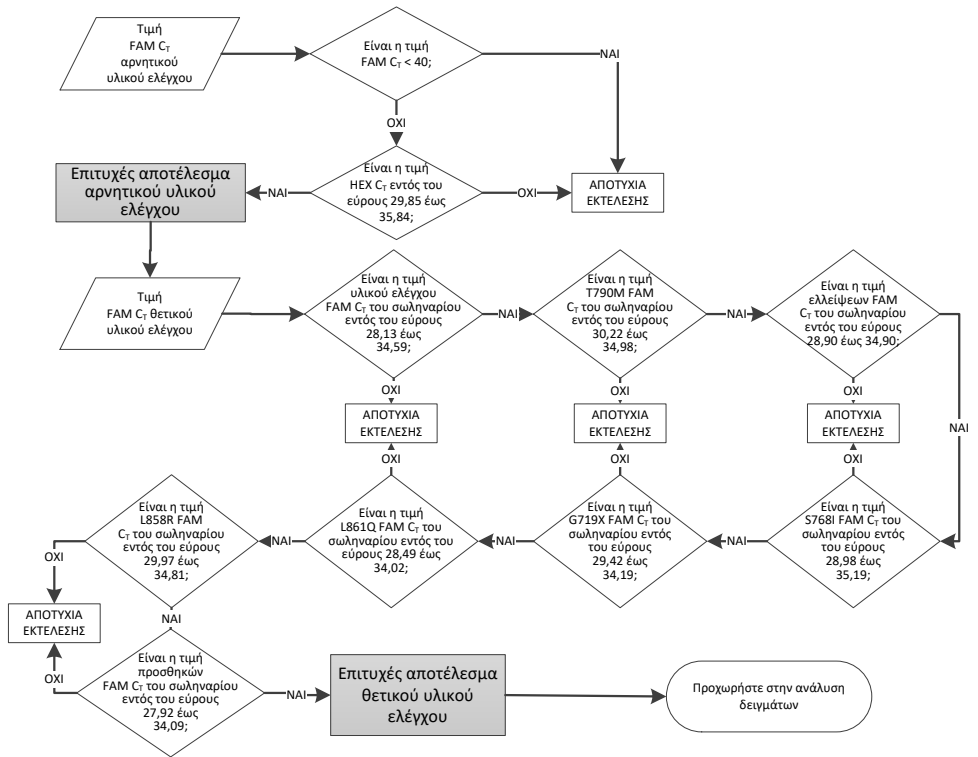 Τιμή
FAM CT
αρνητικού
υλικού ελέγχου
Είναι η τιμή
FAM CT < 40;
ΝΑΙ
ΟΧΙ
Επιτυχές αποτέλεσμα
αρνητικού υλικού
ελέγχου
ΝΑΙ
Είναι η τιμή
HEX CT εντός του
εύρους 29,85 έως
35,84;
ΟΧΙ
ΑΠΟΤΥΧΙΑ
ΕΚΤΕΛΕΣΗΣ
Τιμή
FAM CT θετικού
υλικού ελέγχου
Είναι η τιμή
υλικού ελέγχου
FAM CT του σωληναρίου
εντός του εύρους
28,13 έως
34,59;
ΝΑΙ
Είναι η τιμή
T790M FAM
CT του σωληναρίου
εντός του εύρους
30,22 έως
34,98;
ΝΑΙ
Είναι η τιμή
ελλείψεων FAM
CT του σωληναρίου
εντός του εύρους
28,90 έως 34,90;
ΟΧΙ
ΟΧΙ
ΟΧΙ
ΑΠΟΤΥΧΙΑ
ΕΚΤΕΛΕΣΗΣ
ΑΠΟΤΥΧΙΑ
ΕΚΤΕΛΕΣΗΣ
ΑΠΟΤΥΧΙΑ
ΕΚΤΕΛΕΣΗΣ
ΝΑΙ
ΟΧΙ
ΟΧΙ
ΟΧΙ
Είναι η τιμή
L858R FAM
CT του σωληναρίου
εντός του εύρους
29,97 έως
34,81;
ΝΑΙ
Είναι η τιμή
L861Q FAM CT του
σωληναρίου εντός του
εύρους 28,49 έως
34,02;
ΝΑΙ
Είναι η τιμή
G719X FAM CT του
σωληναρίου εντός
του εύρους
29,42 έως
34,19;
ΝΑΙ
Είναι η τιμή
S768I FAM CT του
σωληναρίου εντός
του εύρους
28,98 έως
35,19;
ΟΧΙ
ΑΠΟΤΥΧΙΑ
ΕΚΤΕΛΕΣΗΣ
ΝΑΙ
ΟΧΙ
Είναι η τιμή
προσθηκών
FAM CT του σωληναρίου
εντός του εύρους
27,92 έως
34,09;
ΝΑΙ
Επιτυχές αποτέλεσμα
θετικού υλικού
ελέγχου
Προχωρήστε στην ανάλυση
δειγμάτων